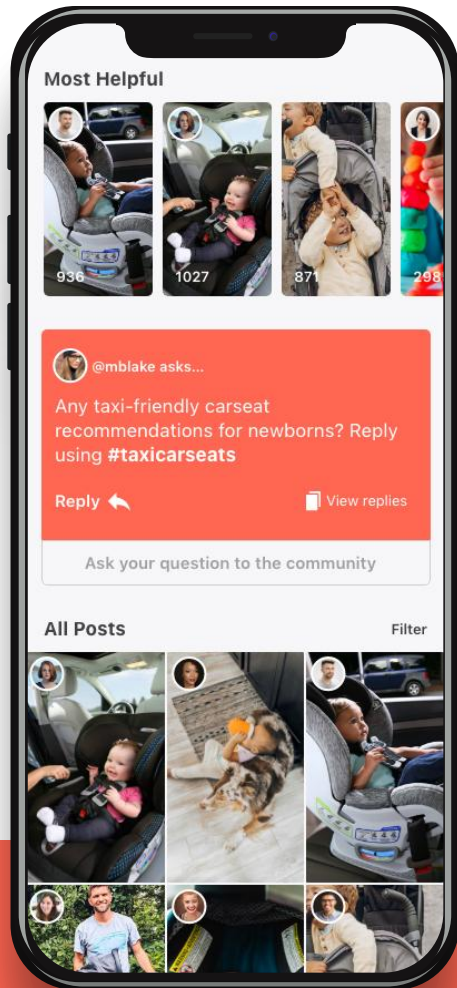 Most Helpful
936
1027
871
298
@mblake asks...
Any taxi-friendly carseat
recommendations for newborns? Reply
using #taxicarseats
Reply
View replies
Ask your question to the community
All Posts
Filter